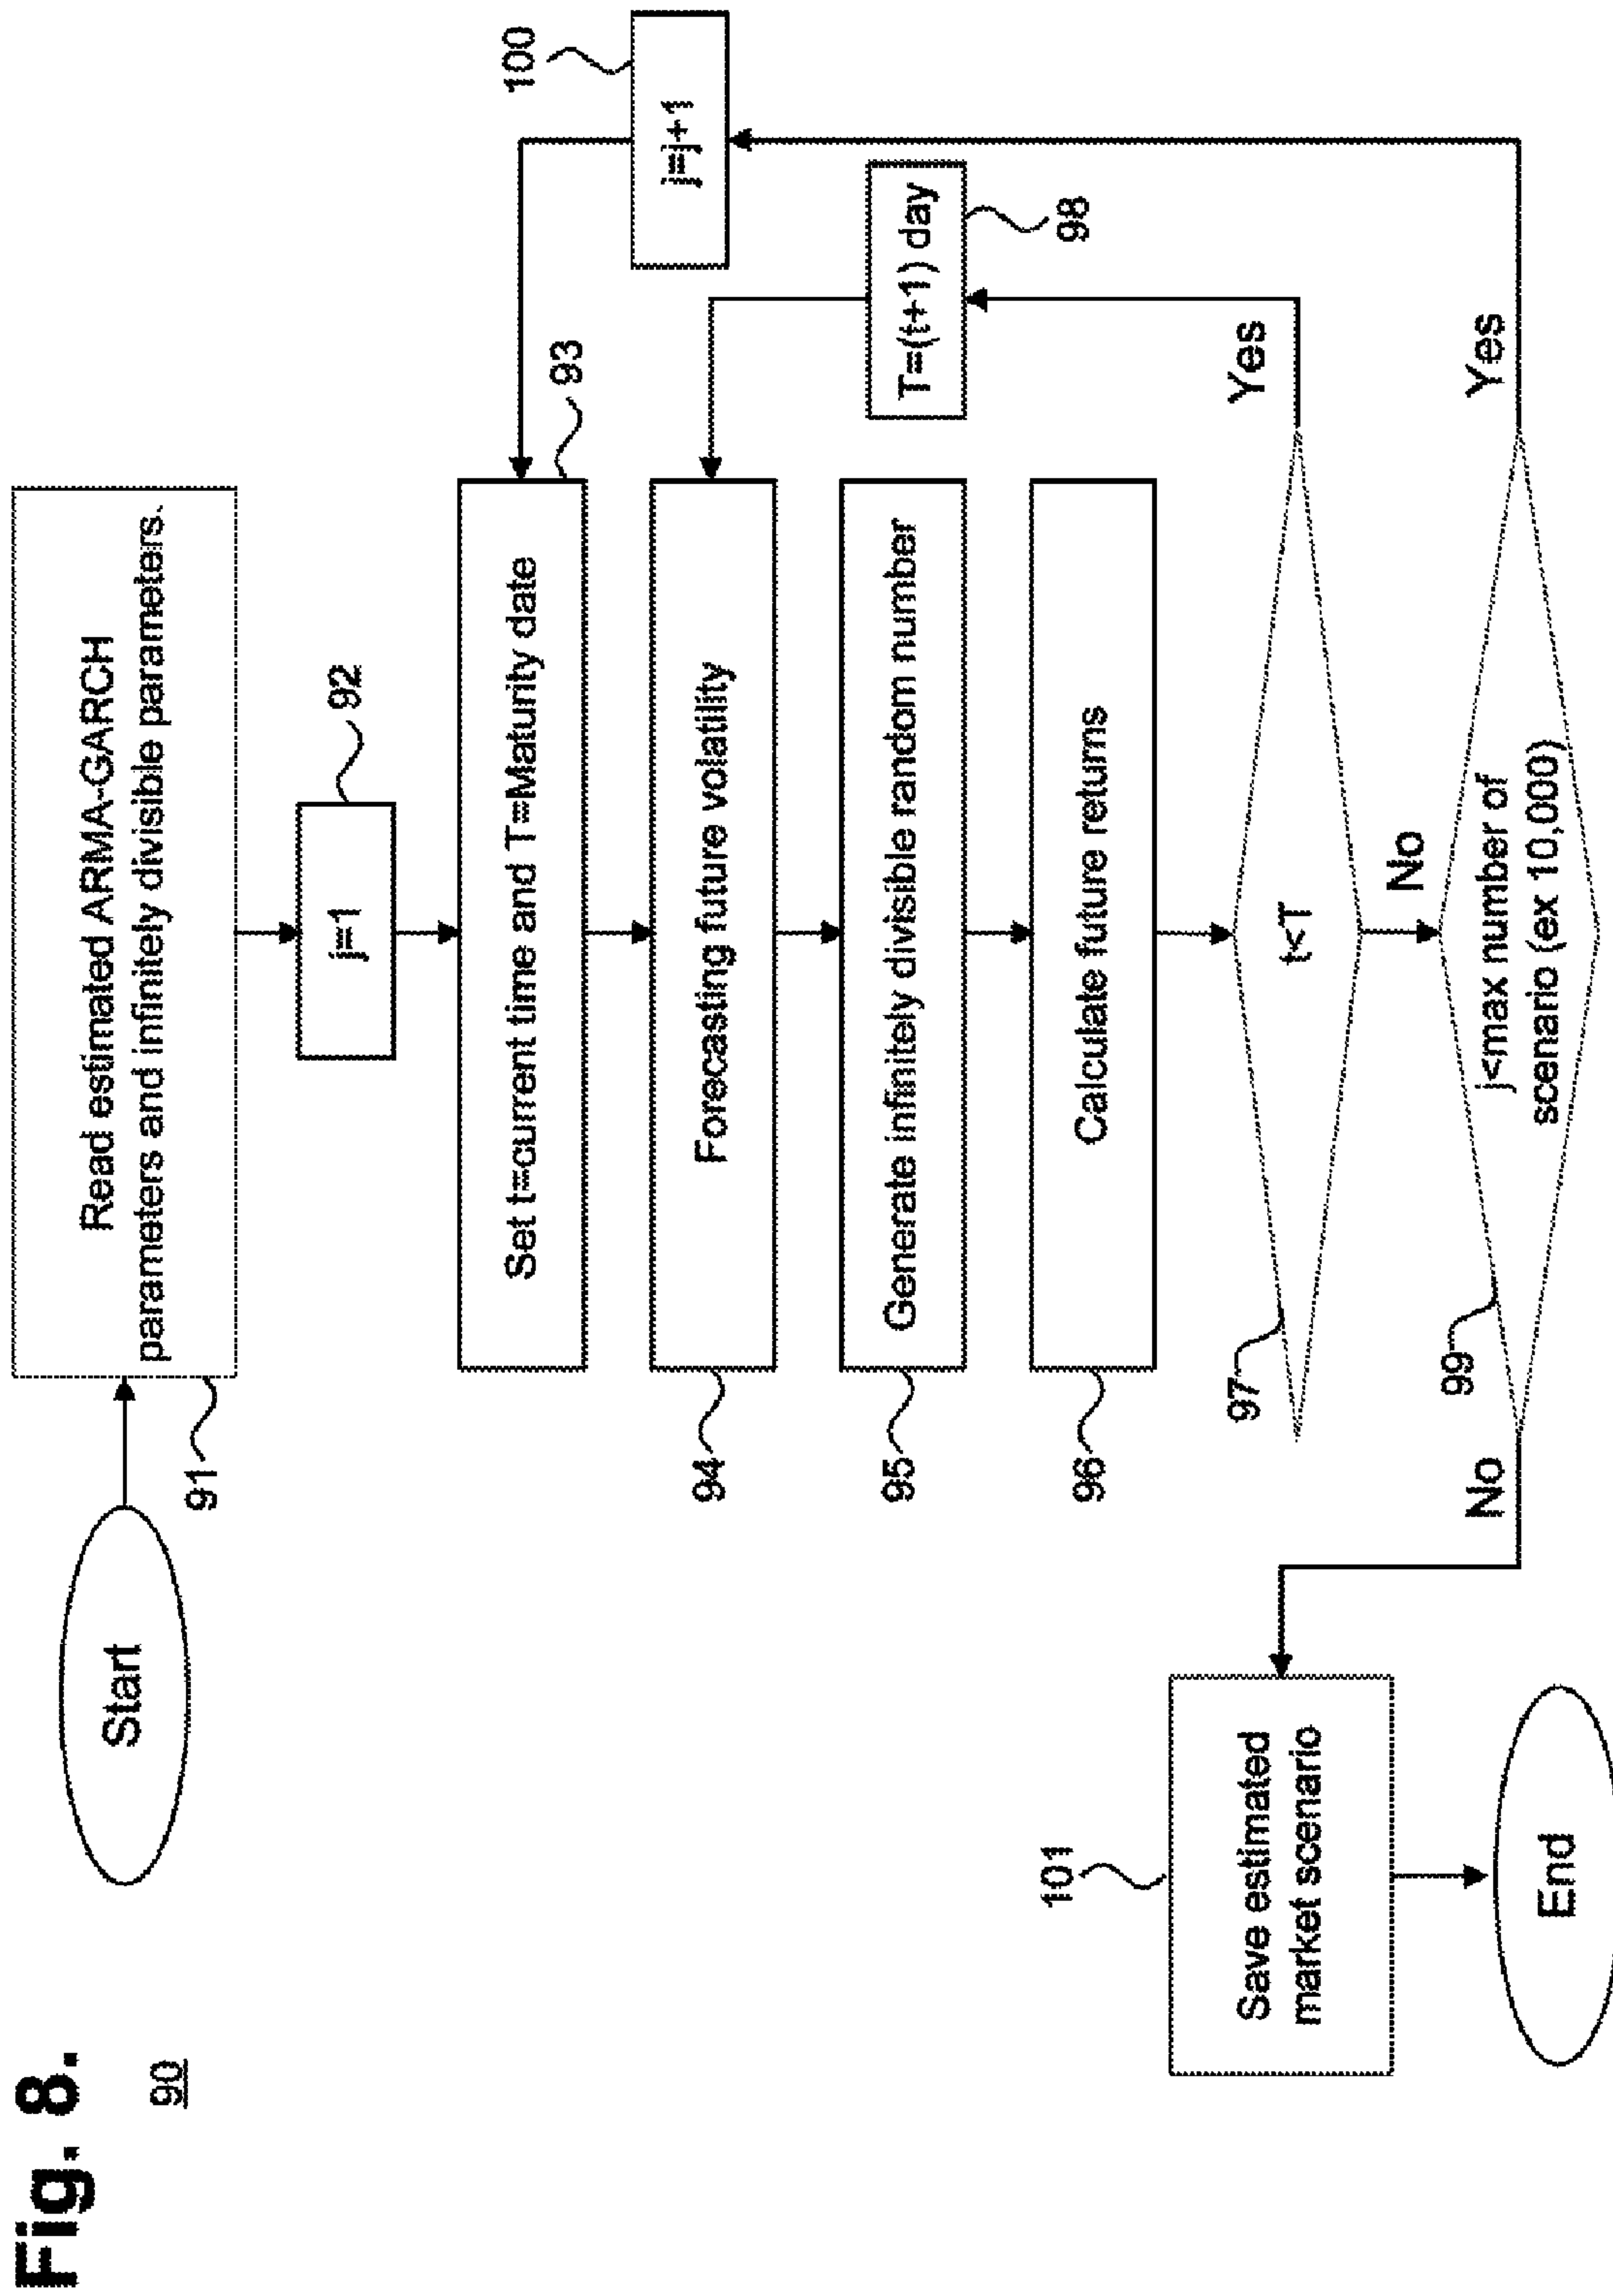 Fig. 8.
90
Start
91
Read estimated ARMA-GARCH
parameters and infinitely divisible parameters.
j=1
92
Set t=current time and T=Maturity date
93
Forecasting future volatility
94
Generate infinitely divisible random number
95
Calculate future returns
96
t<T
97
Yes
T=(t+1) day
98
No
j<max number of
scenario (ex 10,000)
99
Yes
j=j+1
100
No
Save estimated
market scenario
101
End